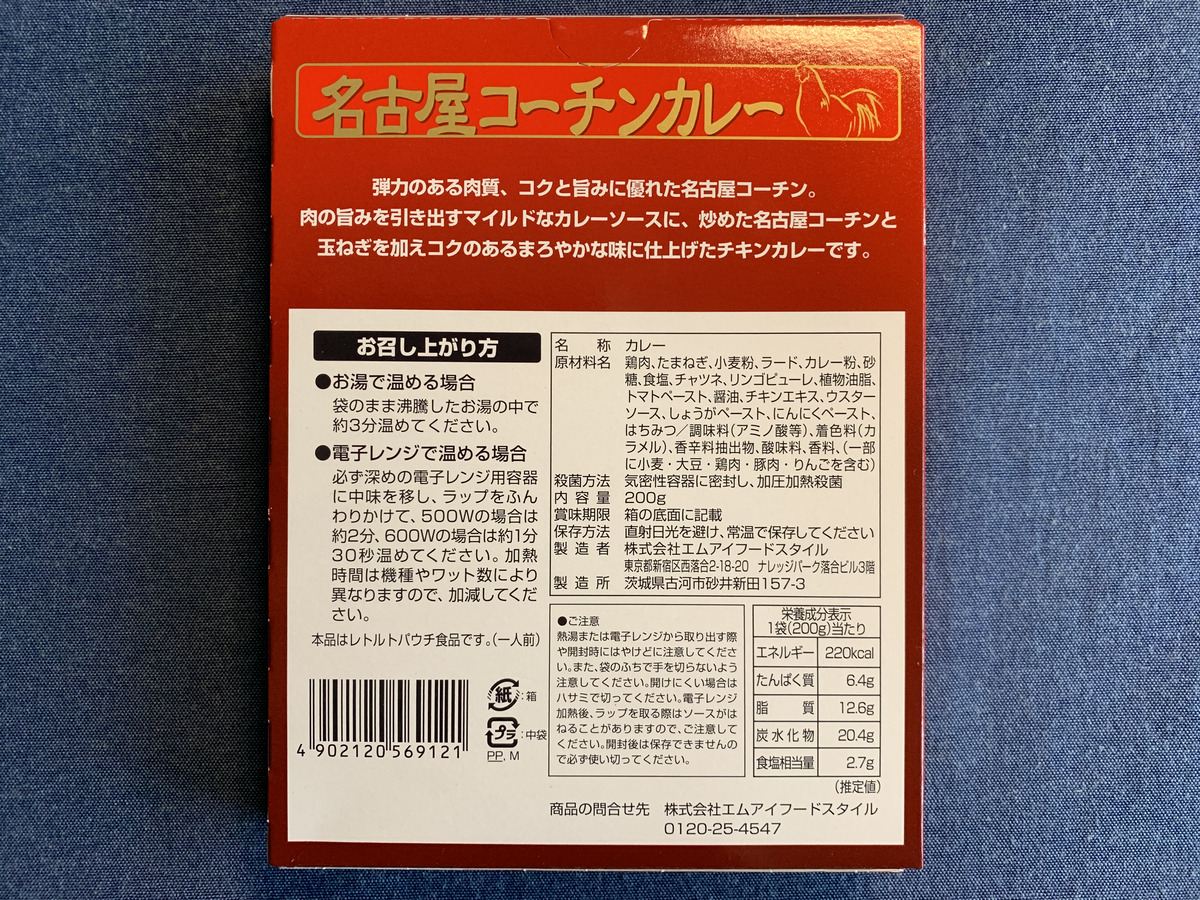 名古屋コーチンカレー
弾力のある肉質、コクと旨みに優れた名古屋コーチン。
肉の旨みを引き出すマイルドなカレーソースに、炒めた名古屋コーチンと
玉ねぎを加えコクのあるまろやかな味に仕上げたチキンカレーです。
お召し上がり方
●お湯で温める場合
袋のまま沸騰したお湯の中で
約3分温めてください。
●電子レンジで温める場合
必ず深めの電子レンジ用容器
に中味を移し、ラップをふん
わりかけて、500Wの場合は
約2分、600Wの場合は約1分
30秒温めてください。加熱
時間は機種やワット数により
異なりますので、加減してくだ
さい。
本品はレトルトパウチ食品です。(一人前)
4 902120 569121
紙:箱
プラ:中袋
PP, M
名称 カレー
原材料名 鶏肉、たまねぎ、小麦粉、ラード、カレー粉、砂
糖、食塩、チャツネ、リンゴピューレ、植物油脂、
トマトペースト、醤油、チキンエキス、ウスター
ソース、しょうがペースト、にんにくペースト、
はちみつ／調味料(アミノ酸等)、着色料(カ
ラメル)、香辛料抽出物、酸味料、香料、(一部
に小麦・大豆・鶏肉・豚肉・りんごを含む)
殺菌方法 気密性容器に密封し、加圧加熱殺菌
内容量 200g
賞味期限 箱の底面に記載
保存方法 直射日光を避け、常温で保存してください
製造者 株式会社エムアイフードスタイル
東京都新宿区西落合2-18-20 ナレッジパーク落合ビル3階
製造所 茨城県古河市砂井新田157-3
●ご注意
熱湯または電子レンジから取り出す際
や開封時にはやけどに注意してくださ
い。また、袋のふちで手を切らないよう
注意してください。開けにくい場合は
ハサミで切ってください。電子レンジ
加熱後、ラップを取る際はソースがは
ねることがありますので、ご注意して
ください。開封後は保存できませんの
で必ず使い切ってください。
栄養成分表示
1袋(200g)当たり
エネルギー 220kcal
たんぱく質 6.4g
脂質 12.6g
炭水化物 20.4g
食塩相当量 2.7g
(推定値)
商品の問合せ先 株式会社エムアイフードスタイル
0120-25-4547